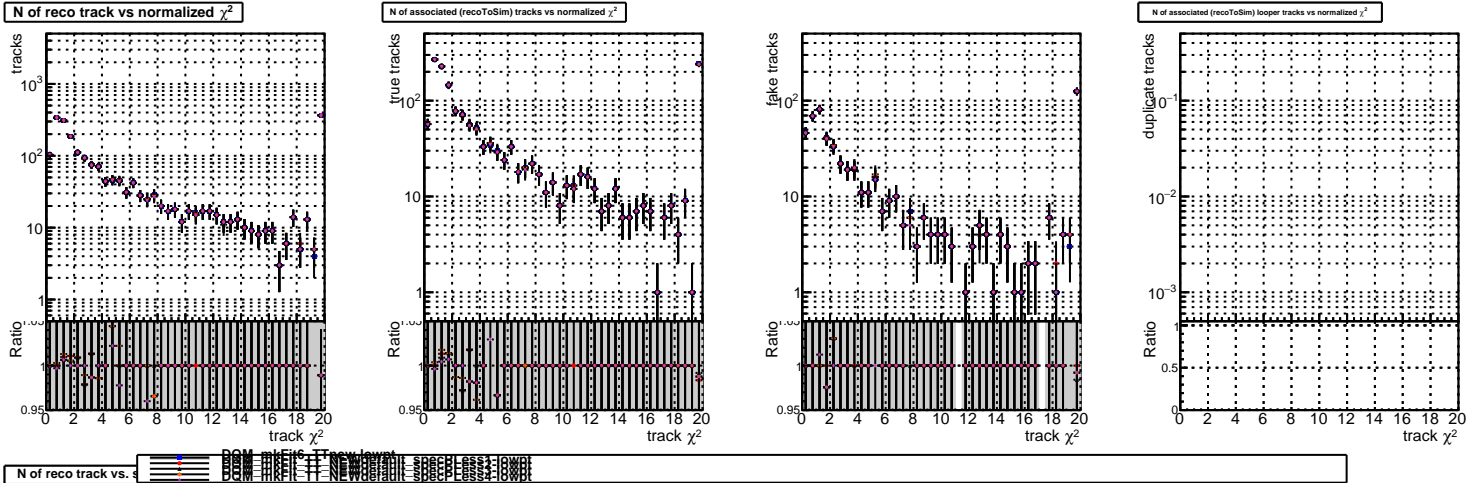 N of reco track vs normalized χ²
N of associated (recoToSim) tracks vs normalized χ²
N of associated (recoToSim) looper tracks vs normalized χ²
tracks
10³
10²
10
1
Ratio
1
0.95
0 2 4 6 8 10 12 14 16 18 20
track χ²
true tracks
10²
10
1
Ratio
1
0.95
0 2 4 6 8 10 12 14 16 18 20
track χ²
fake tracks
10²
10
1
Ratio
1
0.95
0 2 4 6 8 10 12 14 16 18 20
track χ²
duplicate tracks
10⁻¹
10⁻²
10⁻³
Ratio
1
0.5
0
0 2 4 6 8 10 12 14 16 18 20
track χ²
N of reco track vs.
DQM_mkFit_TT-NEWdefault_specPLess4-lowpt